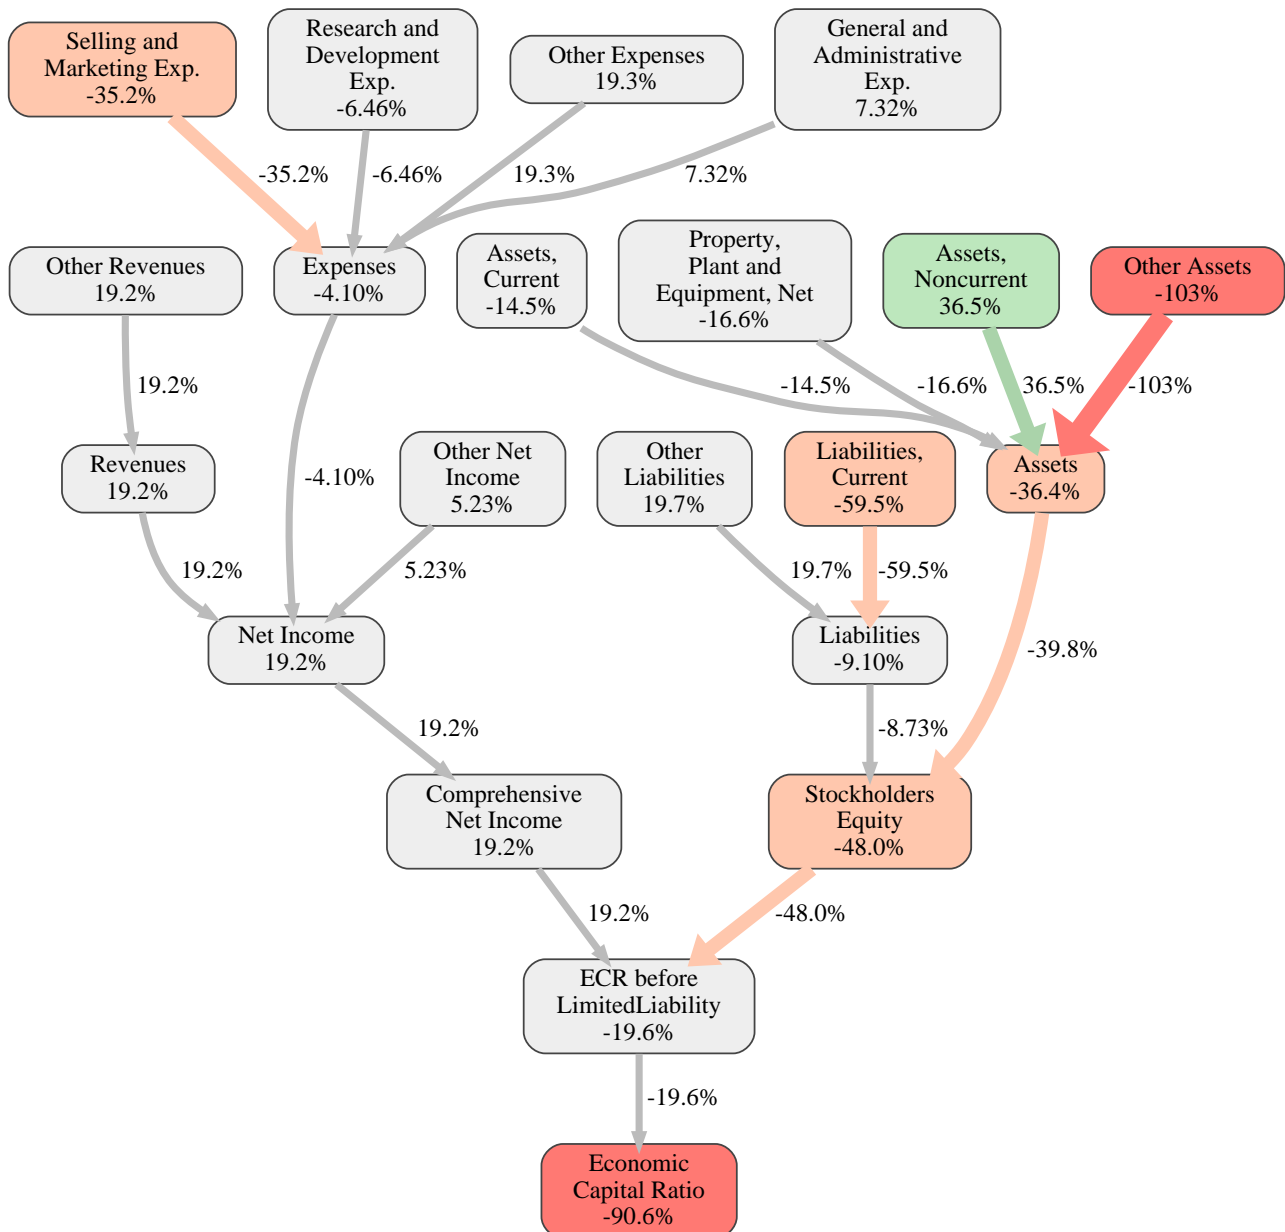 Selling and
Marketing Exp.
-35.2%
Research and
Development
Exp.
-6.46%
Other Expenses
19.3%
General and
Administrative
Exp.
7.32%
-35.2%
-6.46%
19.3%
7.32%
Other Revenues
19.2%
Expenses
-4.10%
Assets,
Current
-14.5%
Property,
Plant and
Equipment, Net
-16.6%
Assets,
Noncurrent
36.5%
Other Assets
-103%
19.2%
-4.10%
-14.5%
-16.6%
36.5%
-103%
Revenues
19.2%
Other Net
Income
5.23%
Other
Liabilities
19.7%
Liabilities,
Current
-59.5%
Assets
-36.4%
19.2%
5.23%
19.7%
-59.5%
-39.8%
Net Income
19.2%
Liabilities
-9.10%
19.2%
-8.73%
Comprehensive
Net Income
19.2%
Stockholders
Equity
-48.0%
19.2%
-48.0%
ECR before
LimitedLiability
-19.6%
-19.6%
Economic
Capital Ratio
-90.6%